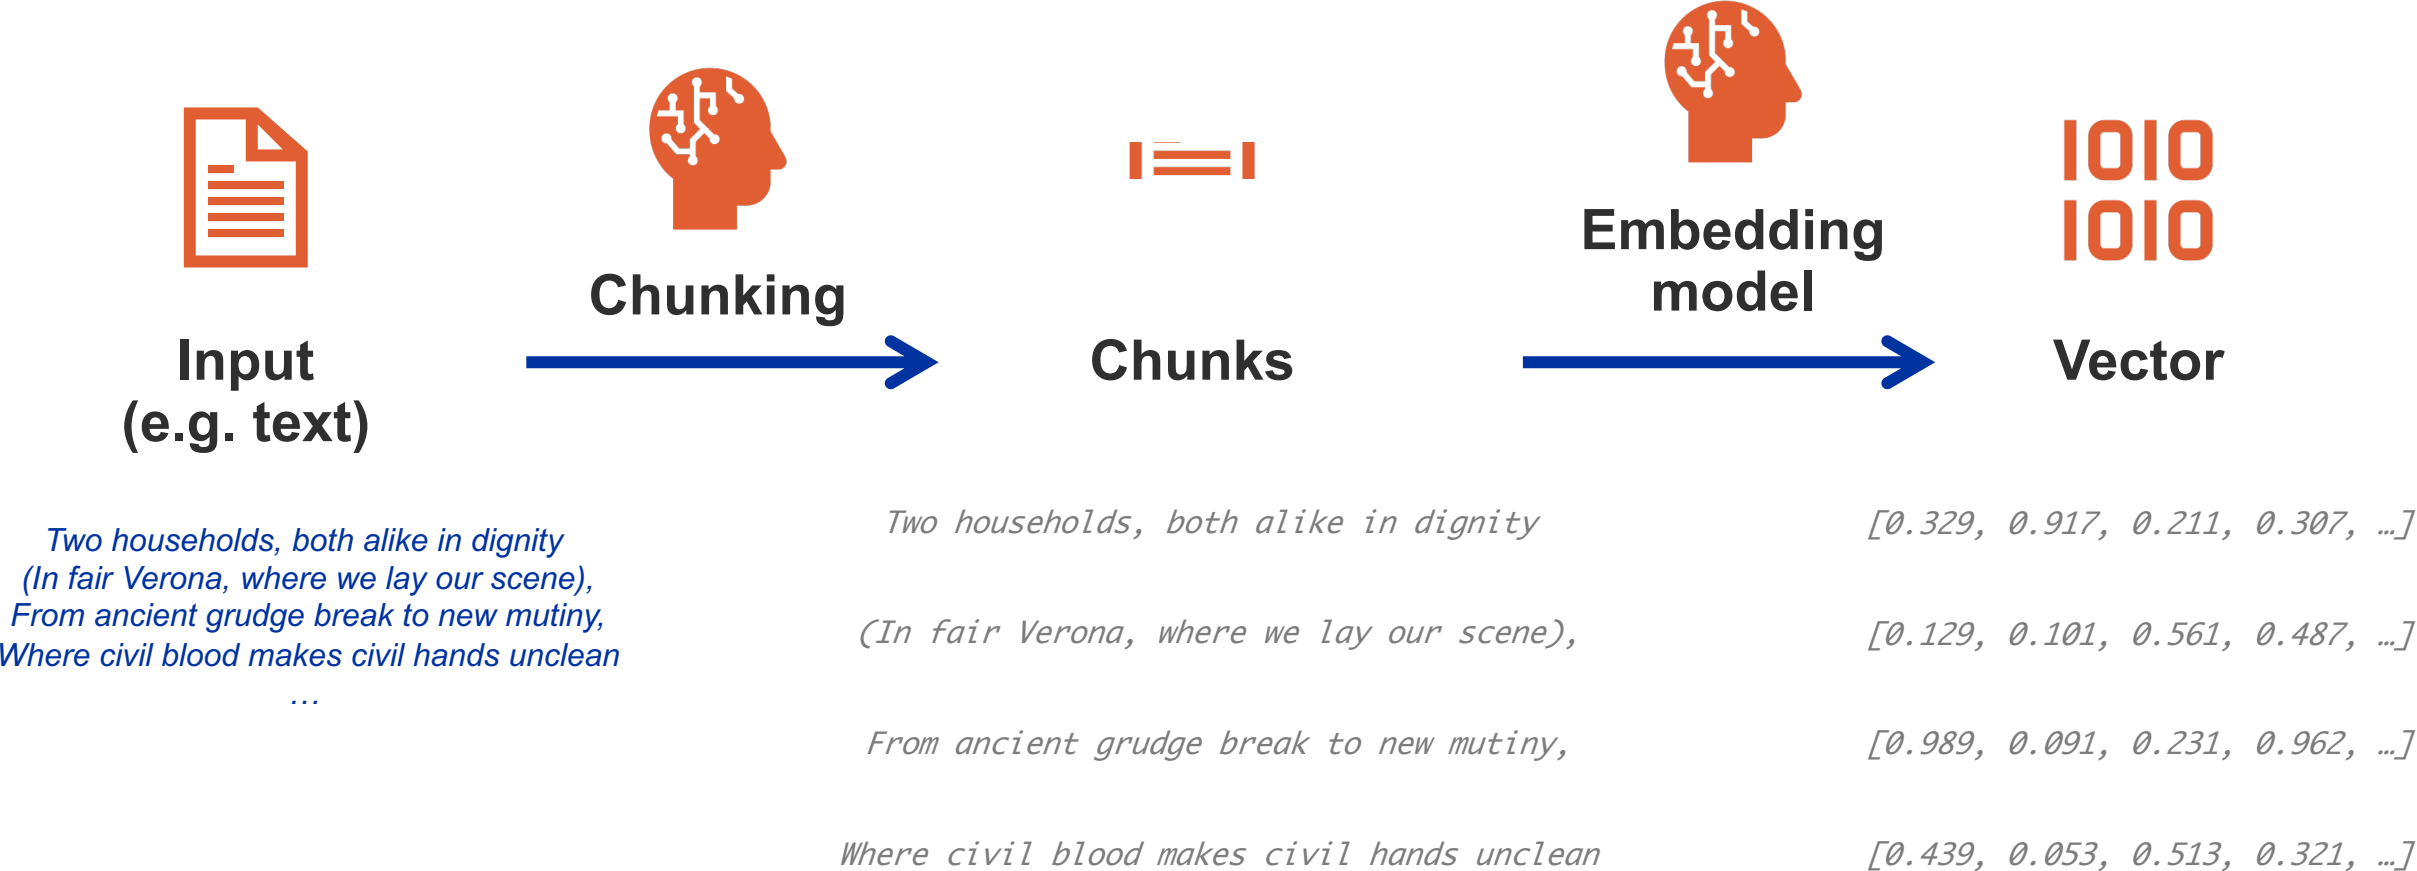 Input
(e.g. text)
Chunking
Chunks
Embedding
model
Vector
IOIO
IOIO
Two households, both alike in dignity
(In fair Verona, where we lay our scene),
From ancient grudge break to new mutiny,
Where civil blood makes civil hands unclean
…
Two households, both alike in dignity
[0.329, 0.917, 0.211, 0.307, …]
(In fair Verona, where we lay our scene),
[0.129, 0.101, 0.561, 0.487, …]
From ancient grudge break to new mutiny,
[0.989, 0.091, 0.231, 0.962, …]
Where civil blood makes civil hands unclean
[0.439, 0.053, 0.513, 0.321, …]